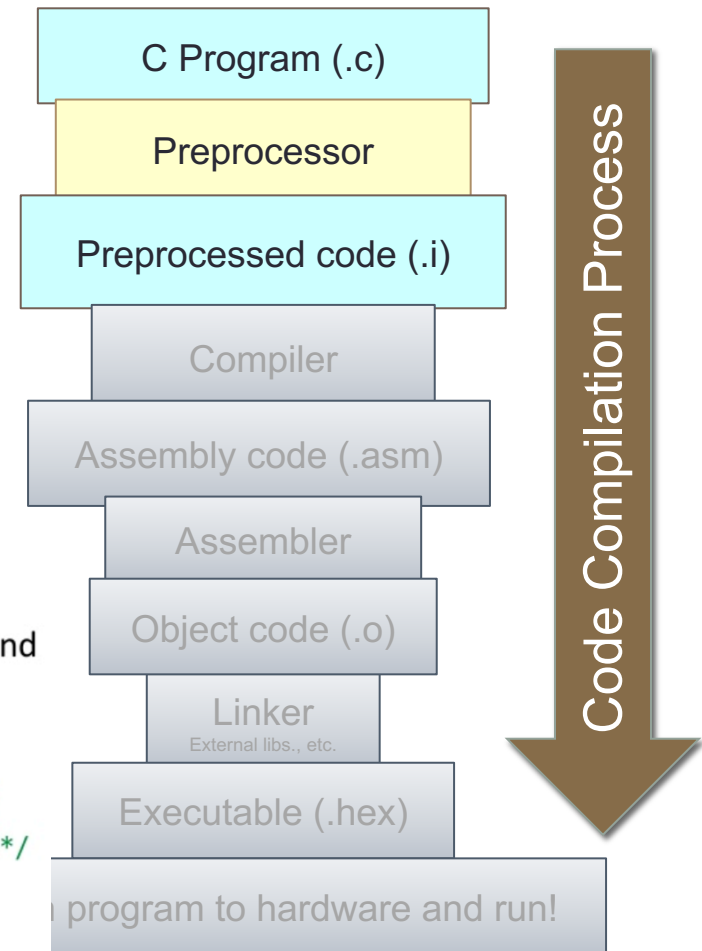 C Program (.c)
Preprocessor
Preprocessed code (.i)
Compiler
Assembly code (.asm)
Assembler
Object code (.o)
nd
Linker
External libs., etc.
Executable (.hex)
*/
program to hardware and run!
Code Compilation Process